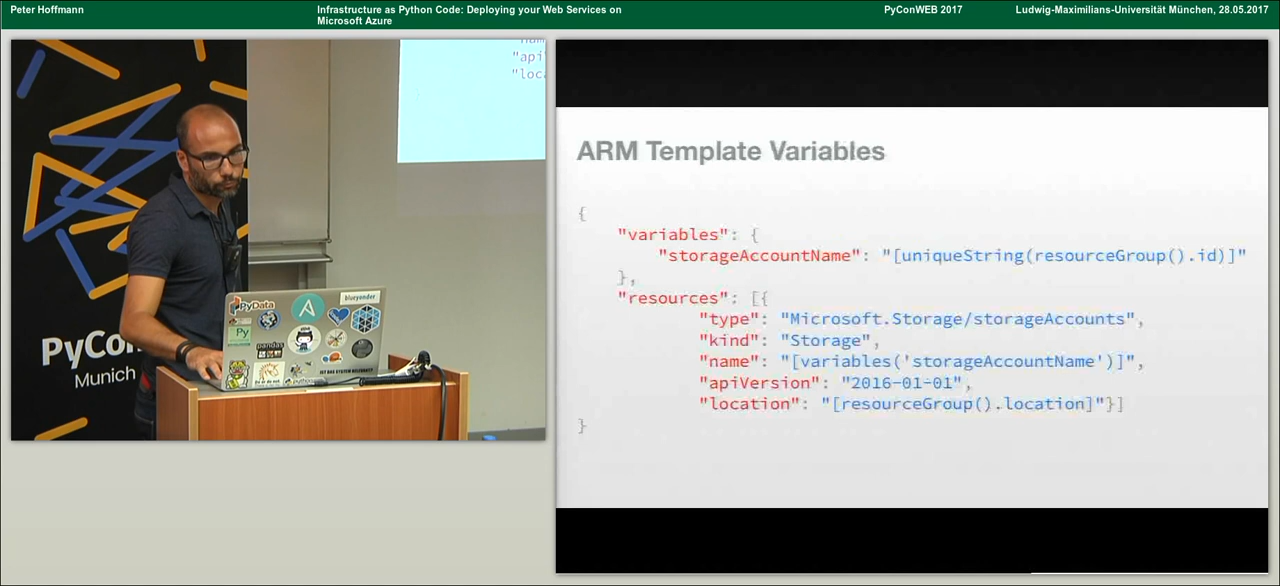 Peter Hoffmann
Infrastructure as Python Code: Deploying your Web Services on
Microsoft Azure
PyConWEB 2017
Ludwig-Maximilians-Universität München, 28.05.2017
"api
"loc
PyCon
Munich
PyData
blueyonder
Py
pandas
ARM Template Variables
{
"variables": {
"storageAccountName": "[uniqueString(resourceGroup().id)]"
},
"resources": [{
"type": "Microsoft.Storage/storageAccounts",
"kind": "Storage",
"name": "[variables('storageAccountName')]",
"apiVersion": "2016-01-01",
"location": "[resourceGroup().location]"}]
}